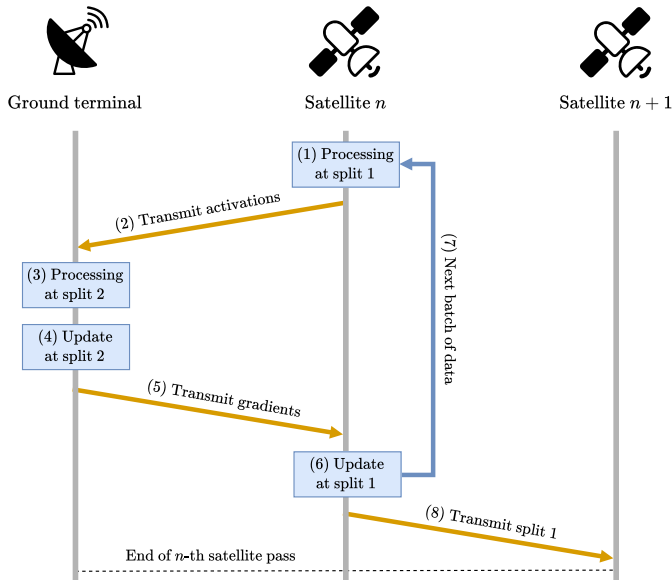 Ground terminal
Satellite n
Satellite n + 1
(1) Processing
at split 1
(2) Transmit activations
(3) Processing
at split 2
(4) Update
at split 2
(5) Transmit gradients
(6) Update
at split 1
(7) Next batch of data
(8) Transmit split 1
End of n-th satellite pass